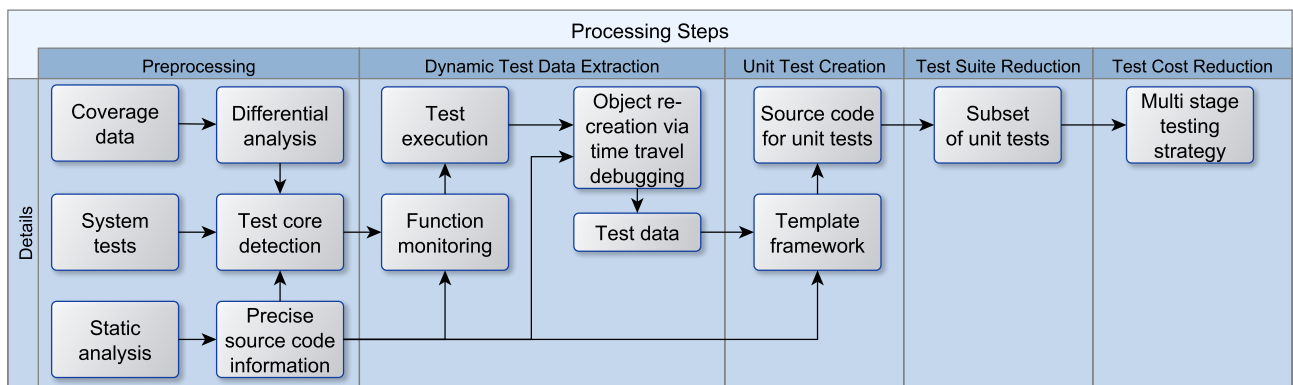 Processing Steps
Preprocessing
Dynamic Test Data Extraction
Unit Test Creation
Test Suite Reduction
Test Cost Reduction
Details
Coverage
data
Differential
analysis
System
tests
Test core
detection
Static
analysis
Precise
source code
information
Test
execution
Function
monitoring
Object re-
creation via
time travel
debugging
Test data
Source code
for unit tests
Template
framework
Subset
of unit tests
Multi stage
testing
strategy